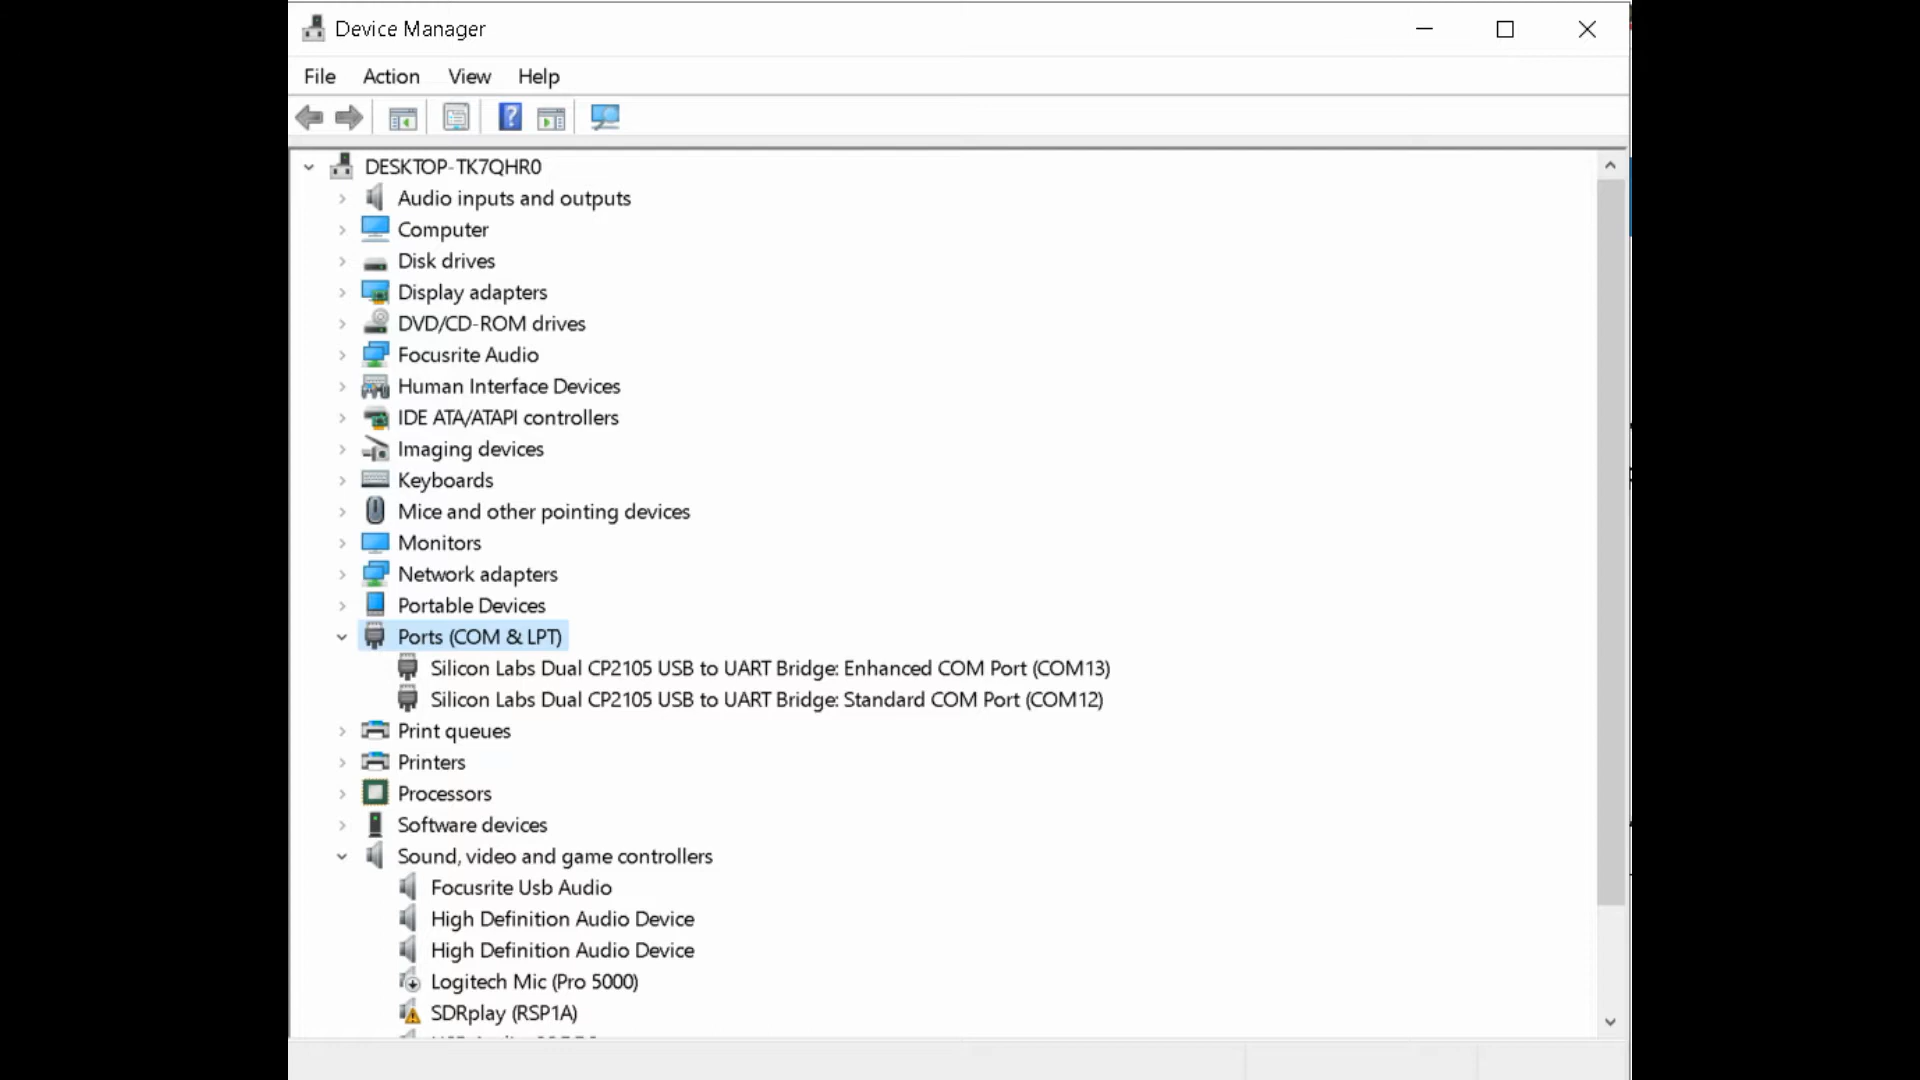 Device Manager
File Action View Help
DESKTOP-TK7QHR0
Audio inputs and outputs
Computer
Disk drives
Display adapters
DVD/CD-ROM drives
Focusrite Audio
Human Interface Devices
IDE ATA/ATAPI controllers
Imaging devices
Keyboards
Mice and other pointing devices
Monitors
Network adapters
Portable Devices
Ports (COM & LPT)
Silicon Labs Dual CP2105 USB to UART Bridge: Enhanced COM Port (COM13)
Silicon Labs Dual CP2105 USB to UART Bridge: Standard COM Port (COM12)
Print queues
Printers
Processors
Software devices
Sound, video and game controllers
Focusrite Usb Audio
High Definition Audio Device
High Definition Audio Device
Logitech Mic (Pro 5000)
SDRplay (RSP1A)